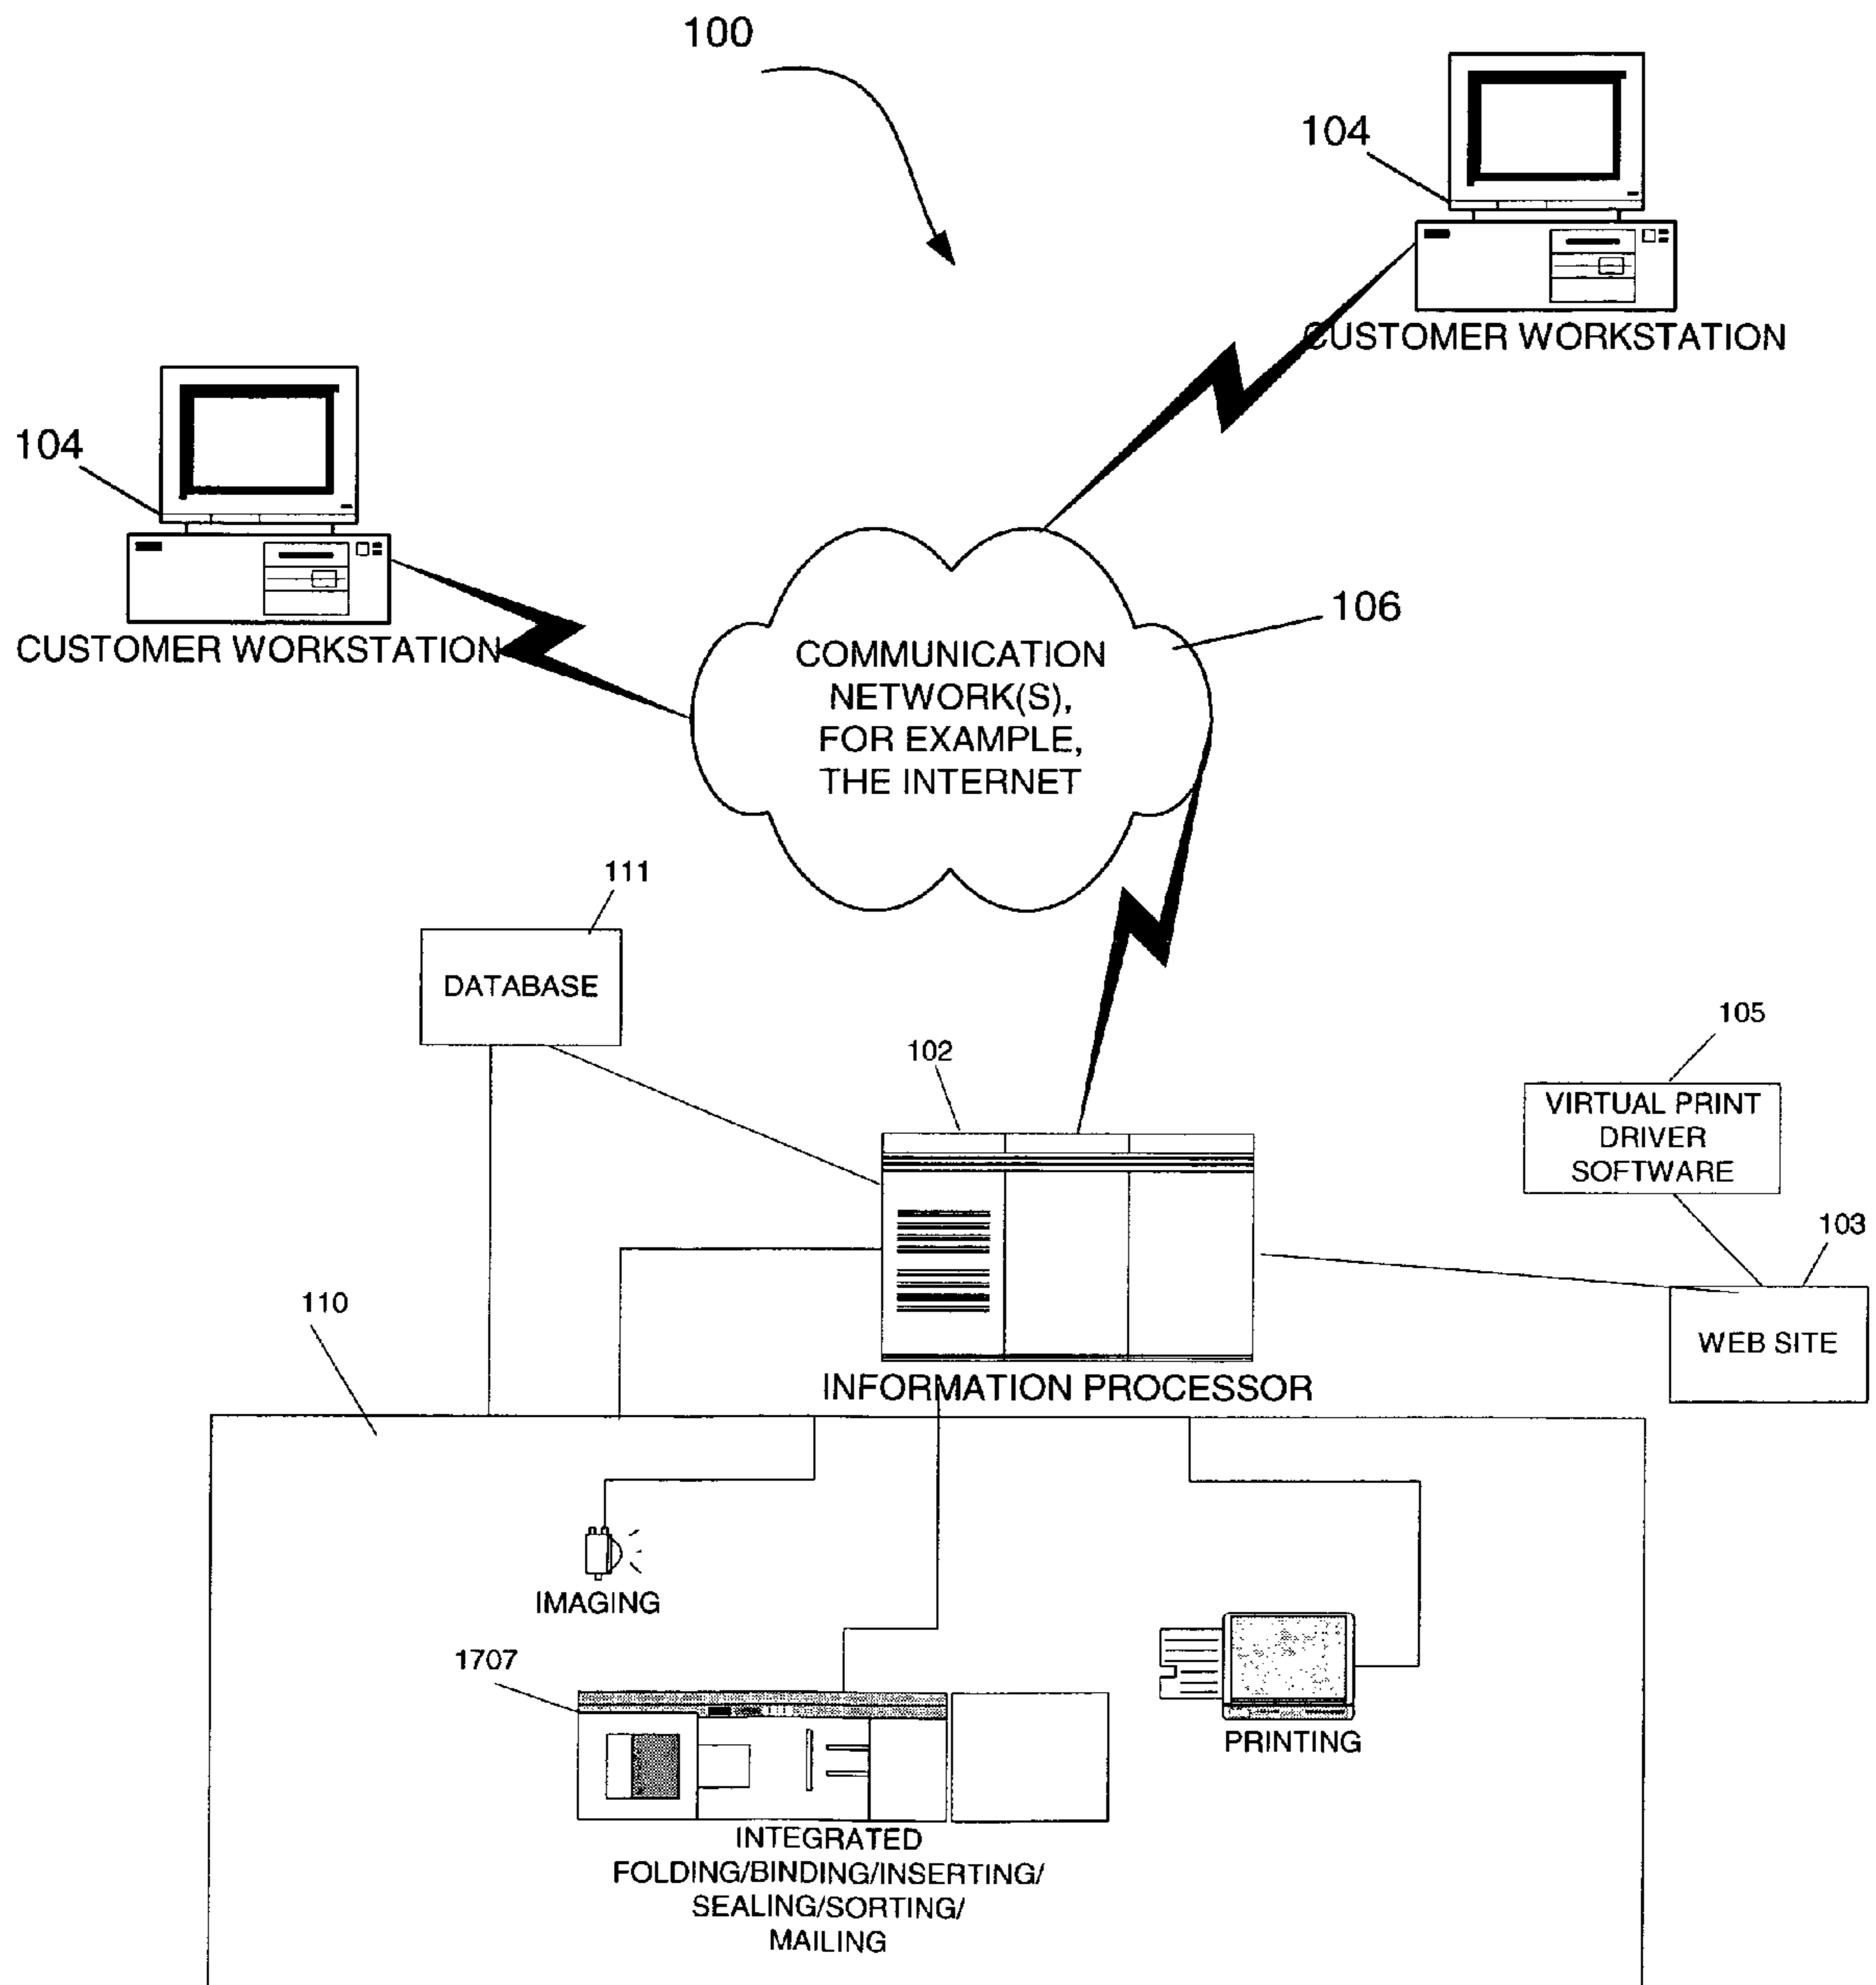 100
104
CUSTOMER WORKSTATION
104
CUSTOMER WORKSTATION
106
COMMUNICATION
NETWORK(S),
FOR EXAMPLE,
THE INTERNET
111
DATABASE
102
INFORMATION PROCESSOR
105
VIRTUAL PRINT
DRIVER
SOFTWARE
103
WEB SITE
110
IMAGING
1707
INTEGRATED
FOLDING/BINDING/INSERTING/
SEALING/SORTING/
MAILING
PRINTING